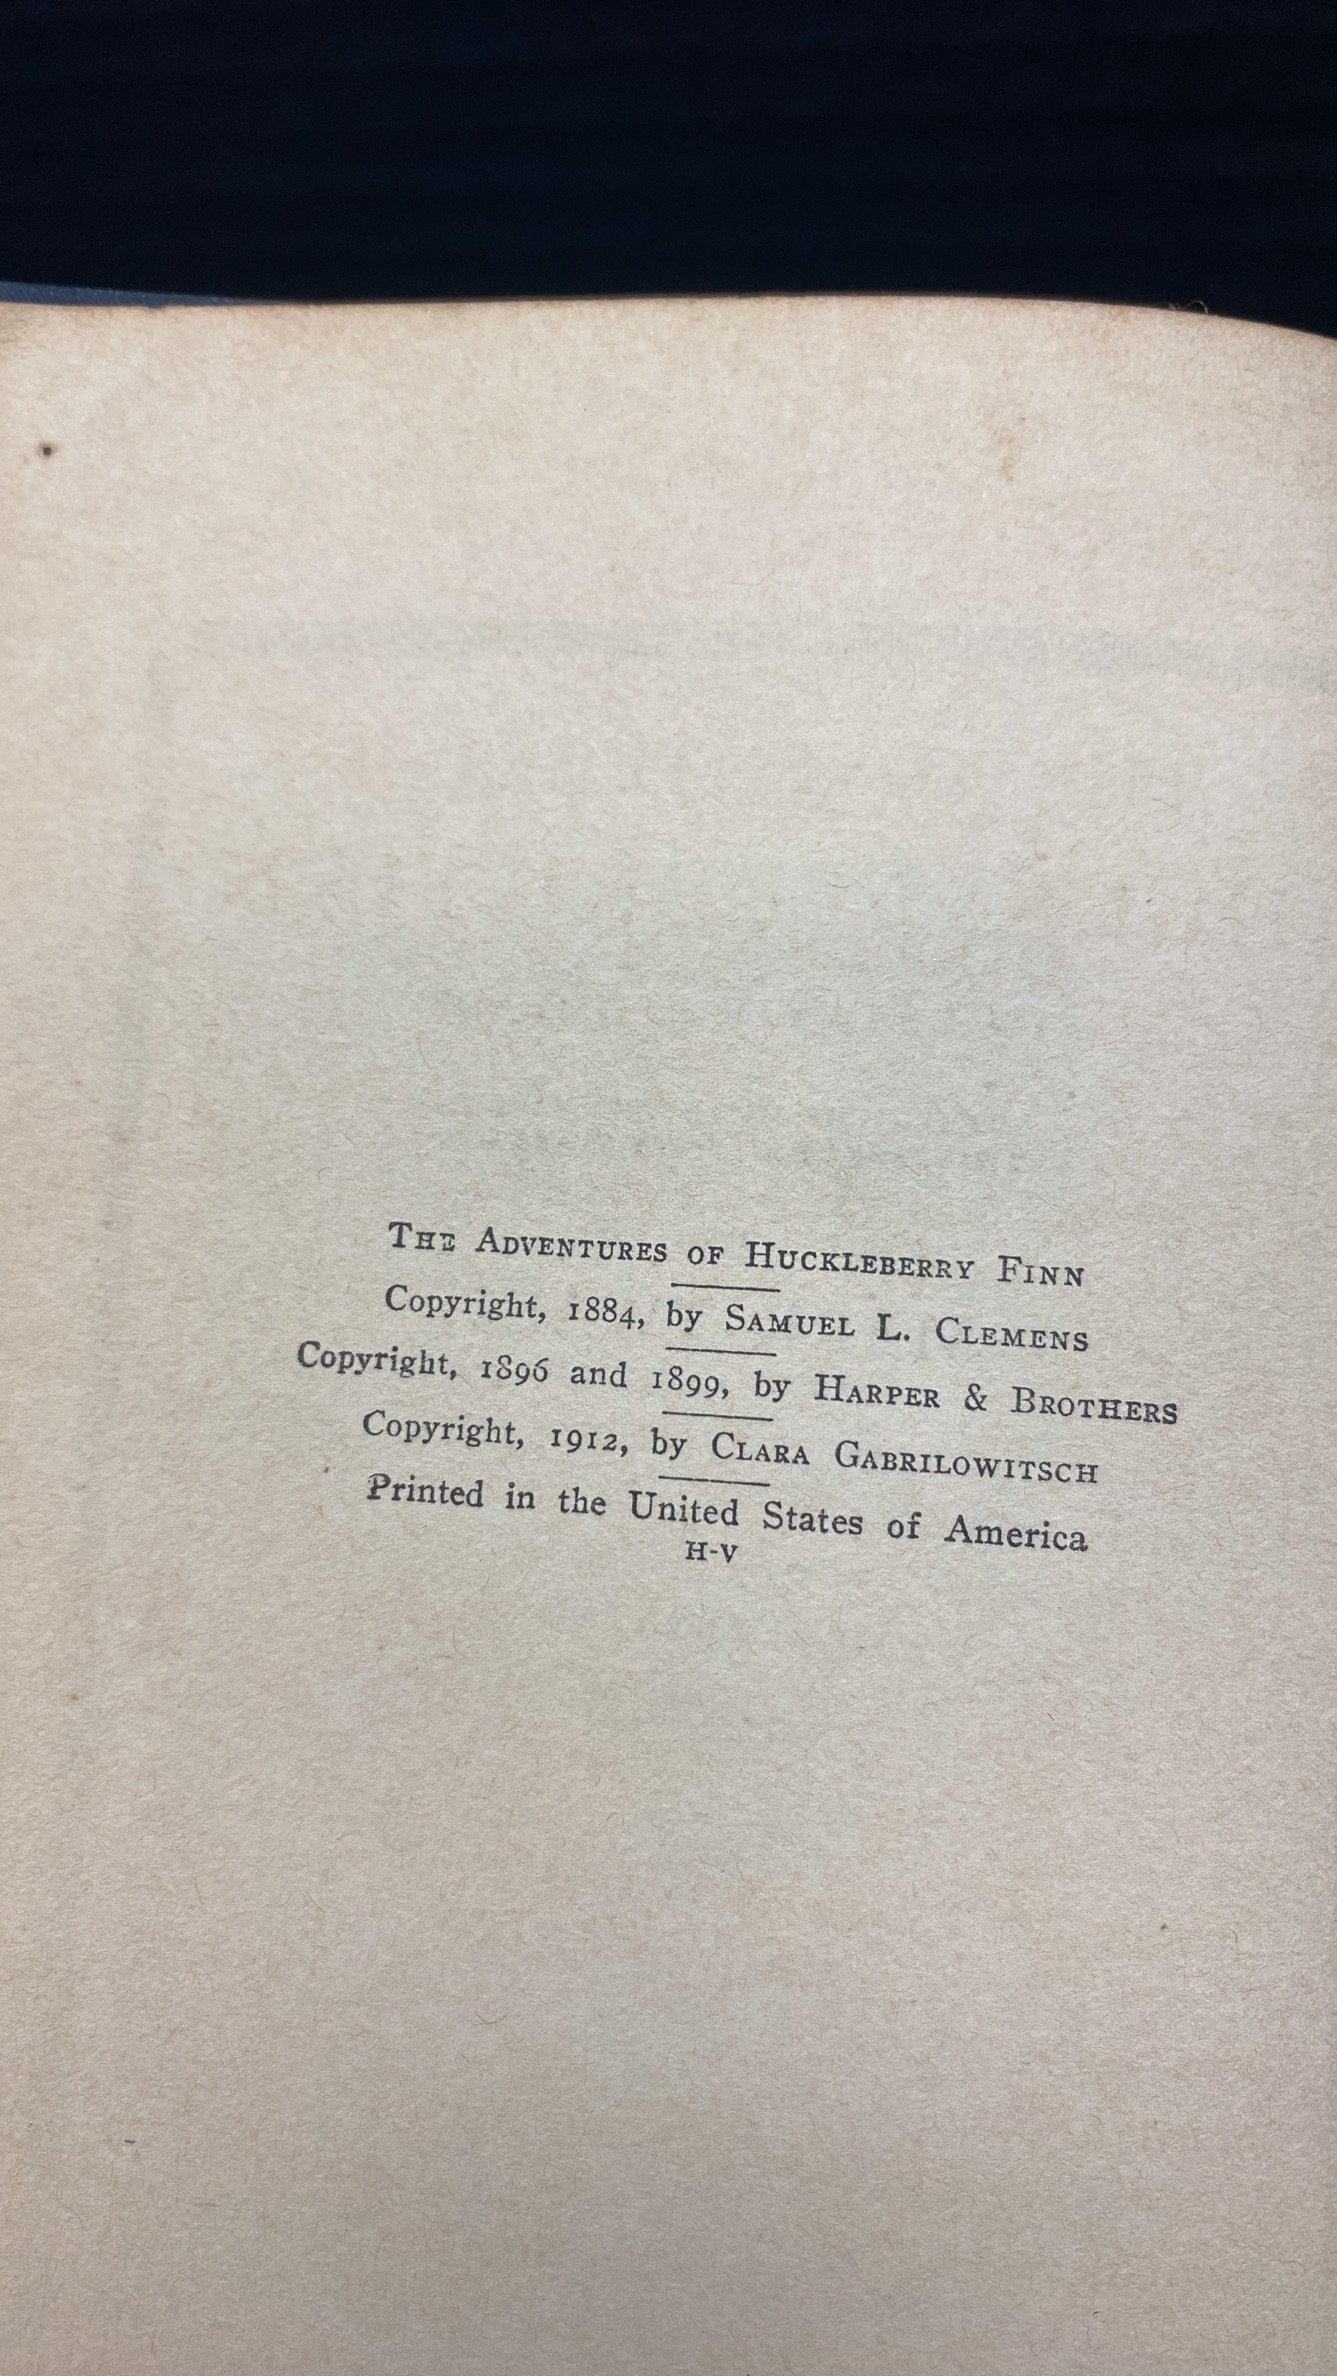 THE ADVENTURES OF HUCKLEBERRY FINN
Copyright, 1884, by SAMUEL L. CLEMENS
Copyright, 1896 and 1899, by HARPER & BROTHERS
Copyright, 1912, by CLARA GABRILOWITSCH
Printed in the United States of America
H-V